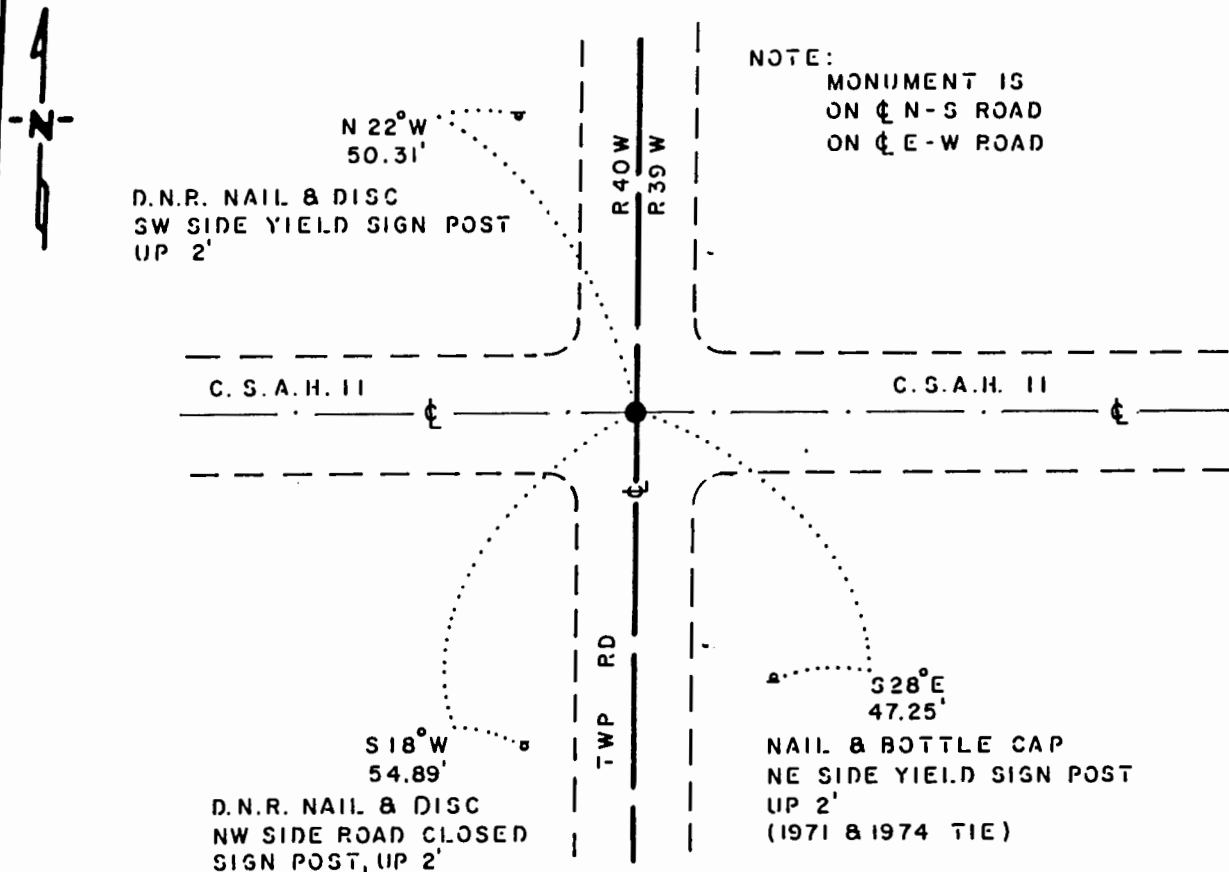 NOTE:
MONUMENT IS
ON ℄ N-S ROAD
ON ℄ E-W ROAD
N
N 22°W
50.31'
D.N.R. NAIL & DISC
SW SIDE YIELD SIGN POST
UP 2'
R 40 W
R 39 W
C. S. A. H. 11
C. S. A. H. 11
℄
℄
℄
TWP RD
S 18°W
54.89'
D.N.R. NAIL & DISC
NW SIDE ROAD CLOSED
SIGN POST, UP 2'
S 28°E
47.25'
NAIL & BOTTLE CAP
NE SIDE YIELD SIGN POST
UP 2'
(1971 & 1974 TIE)